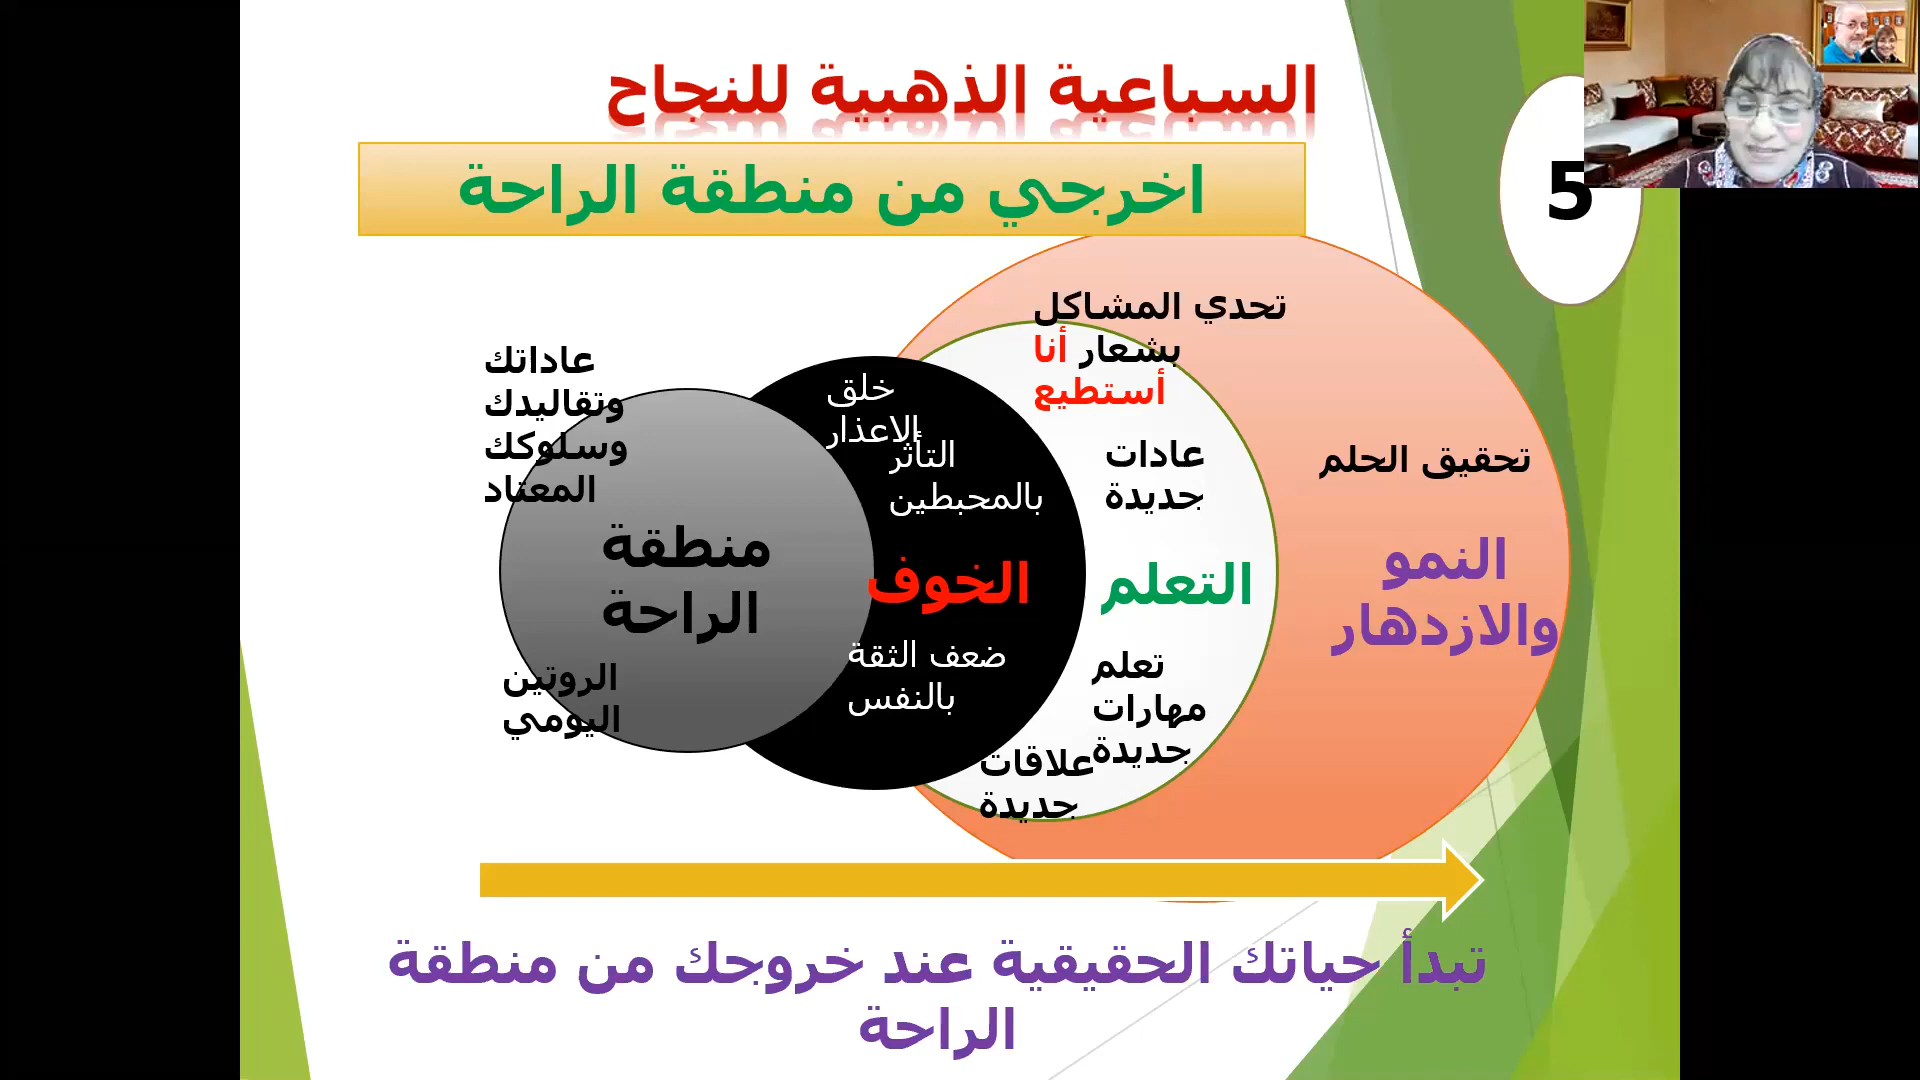 السباعية الذهبية للنجاح
5
اخرجي من منطقة الراحة
عاداتك
وتقاليدك
وسلوكك
المعتاد
منطقة
الراحة
الروتين
اليومي
خلق
الاعذار
التأثر
بالمحبطين
الخوف
ضعف الثقة
بالنفس
تحدي المشاكل
بشعار أنا
أستطيع
عادات
جديدة
التعلم
تعلم
مهارات
جديدة
علاقات
جديدة
تحقيق الحلم
النمو
والازدهار
تبدأ حياتك الحقيقية عند خروجك من منطقة
الراحة